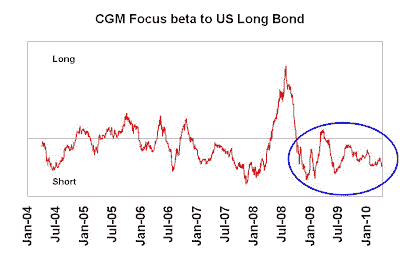 CGM Focus beta to US Long Bond
Long
Short
Jan-04
Jul-04
Jan-05
Jul-05
Jan-06
Jul-06
Jan-07
Jul-07
Jan-08
Jul-08
Jan-09
Jul-09
Jan-10